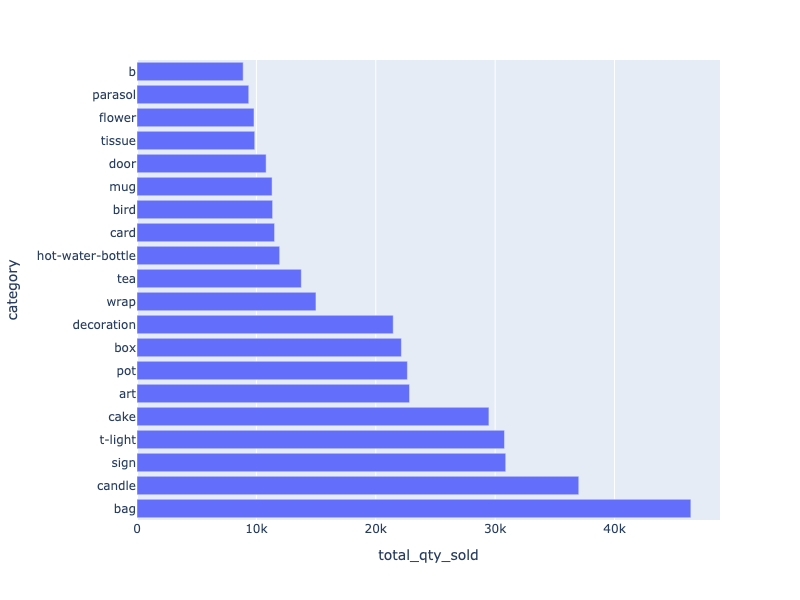 b
parasol
flower
tissue
door
mug
bird
card
hot-water-bottle
tea
wrap
decoration
box
pot
art
cake
t-light
sign
candle
bag
category
0 10k 20k 30k 40k
total_qty_sold